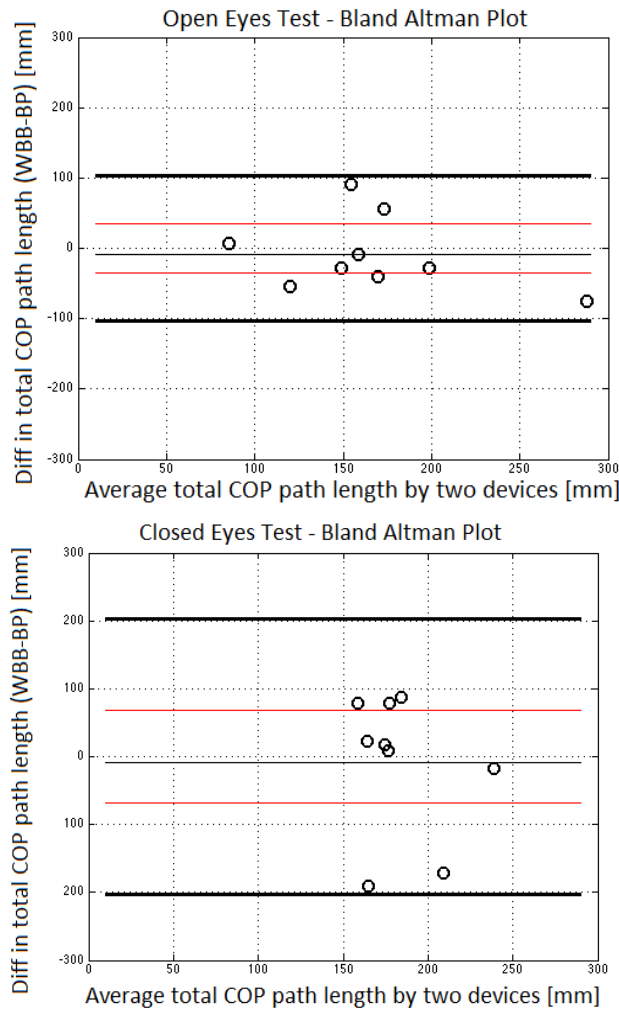 Open Eyes Test - Bland Altman Plot
Diff in total COP path length (WBB-BP) [mm]
300
200
100
0
-100
-200
-300
0 50 100 150 200 250 300
Average total COP path length by two devices [mm]
Closed Eyes Test - Bland Altman Plot
Diff in total COP path length (WBB-BP) [mm]
300
200
100
0
100
200
-300
0 50 100 150 200 250 300
Average total COP path length by two devices [mm]